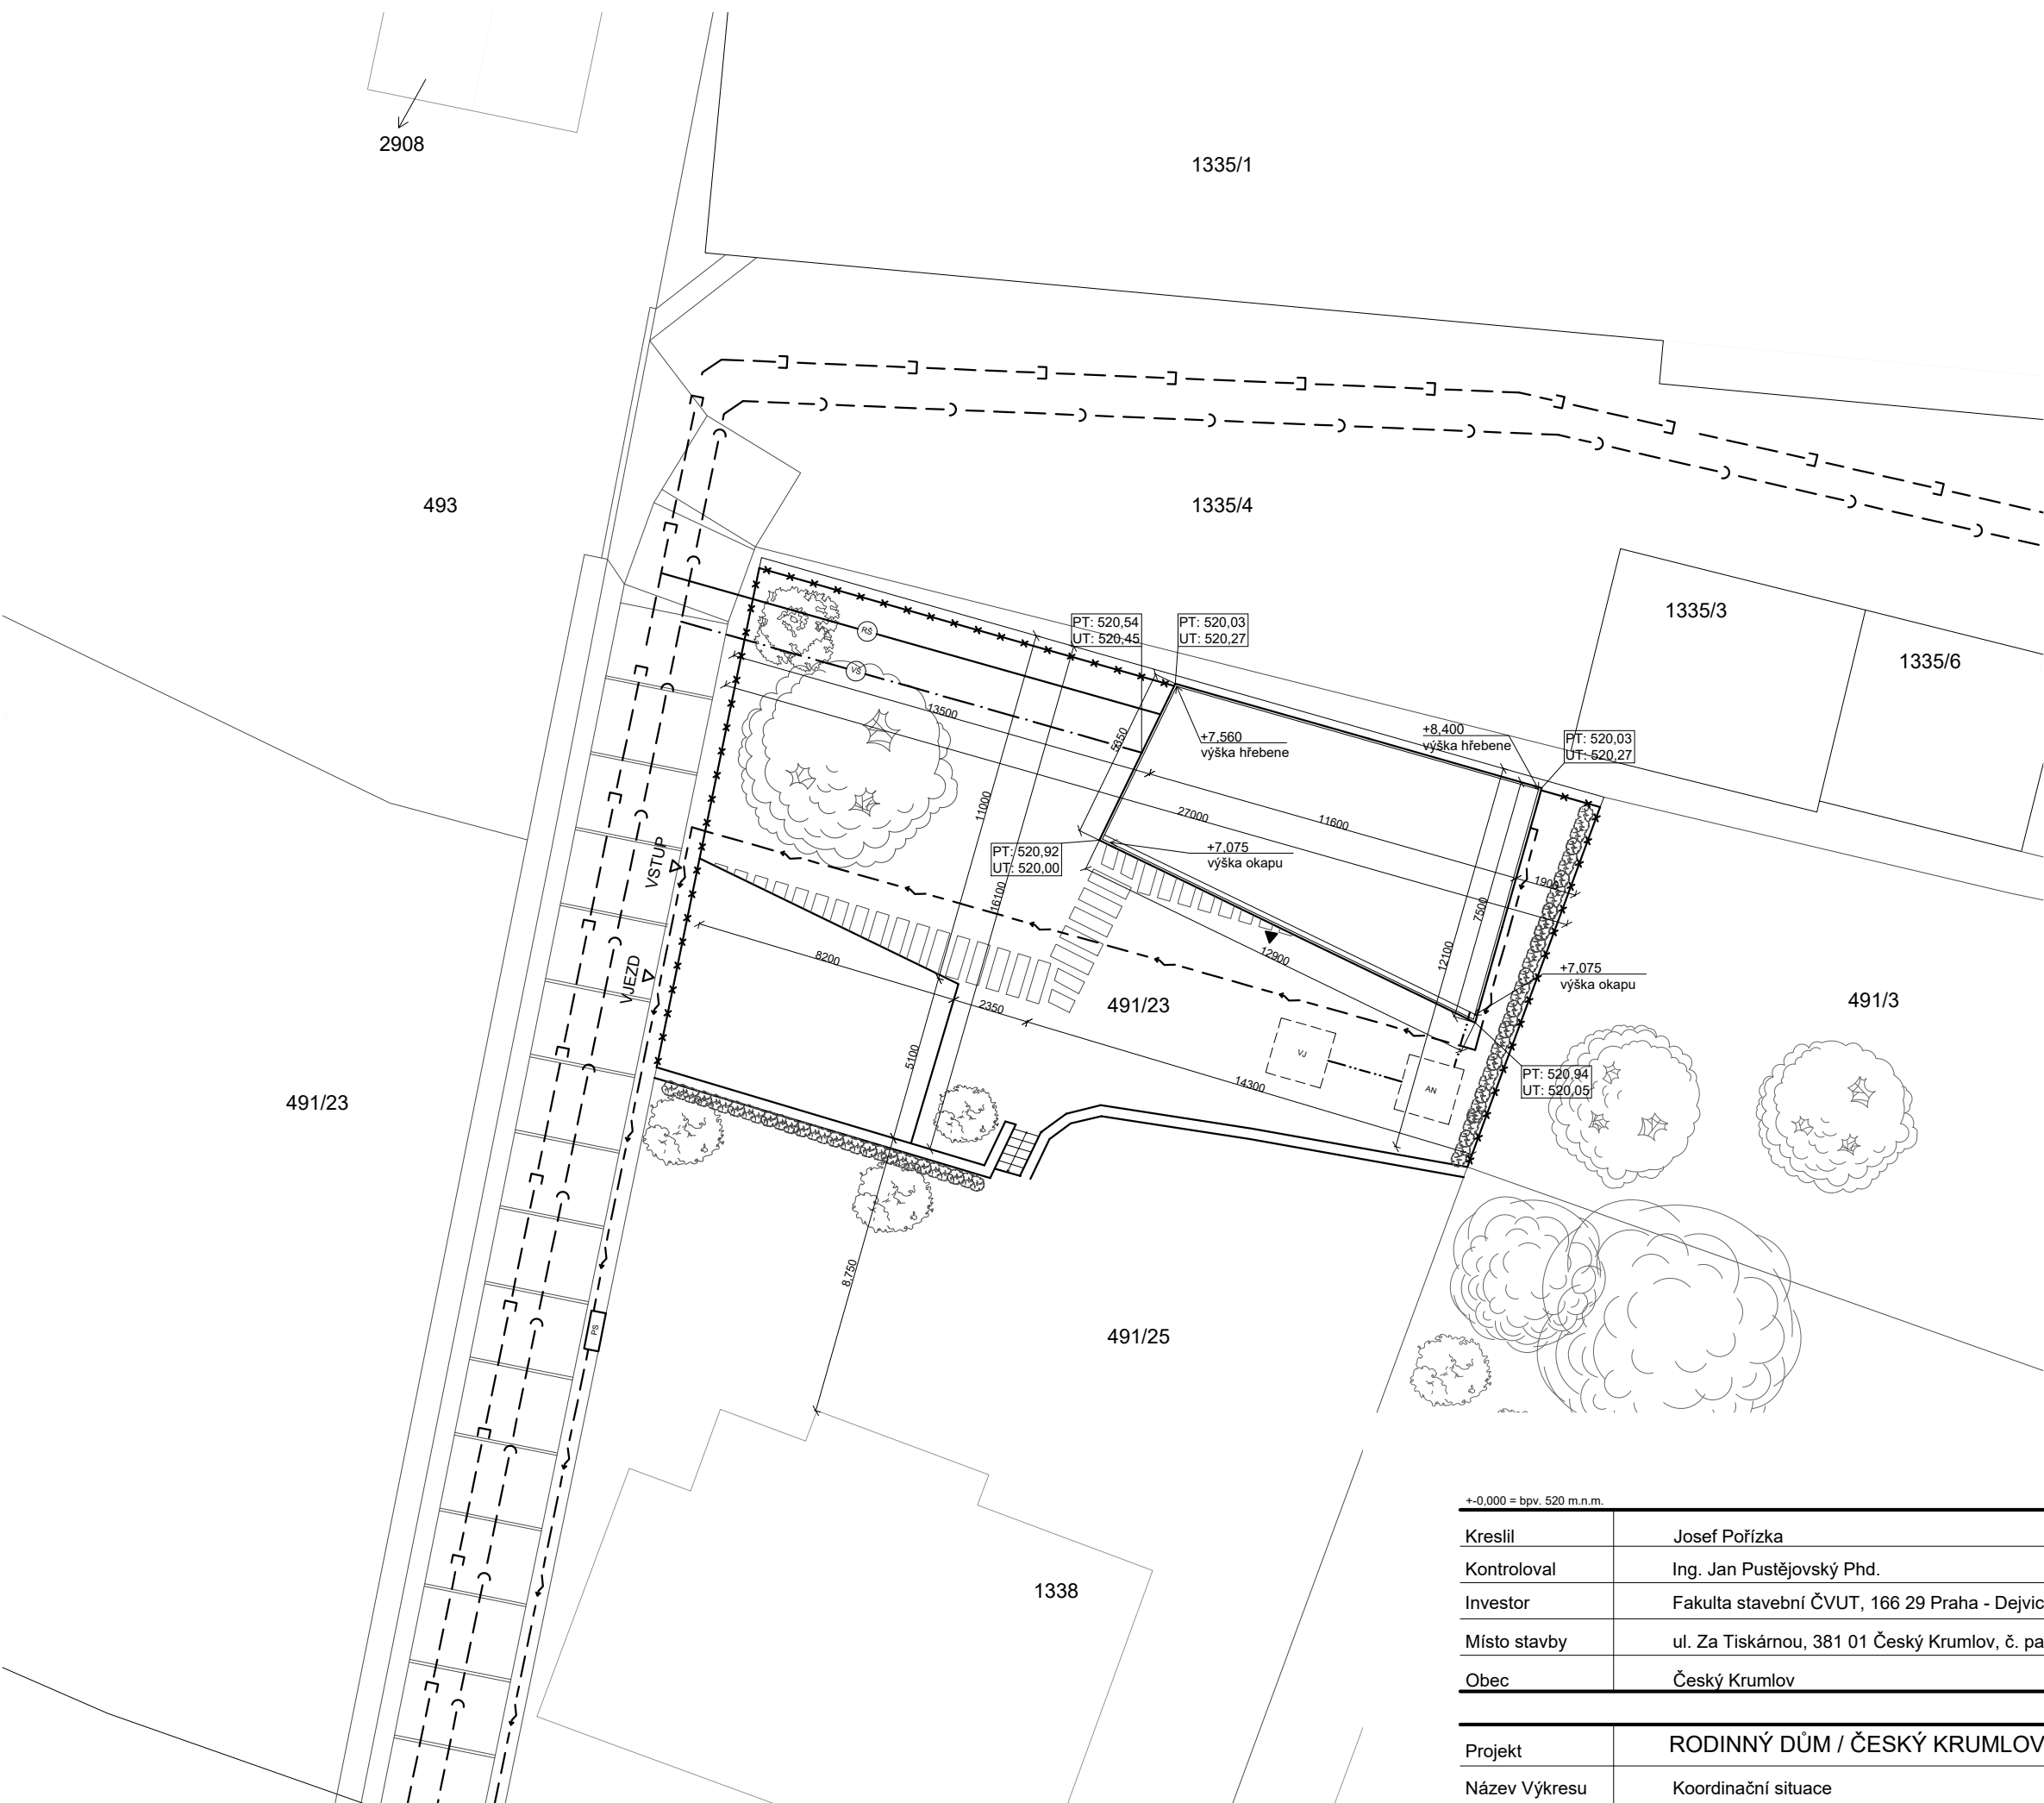 2908
1335/1
493
1335/4
1335/3
1335/6
PT: 520,54
UT: 520,45
PT: 520,03
UT: 520,27
RŠ
VŠ
13500
5350
+7,560
výška hřebene
+8,400
výška hřebene
PT: 520,03
UT: 520,27
11000
27000
11600
PT: 520,92
UT: 520,00
+7,075
výška okapu
VSTUP
16100
1900
7500
VJEZD
8200
12900
12100
+7,075
výška okapu
2350
491/23
491/3
5100
VJ
14300
AN
PT: 520,94
UT: 520,05
491/23
8,750
PS
491/25
1338
+-0,000 = bpv. 520 m.n.m.
Kreslil Josef Pořízka
Kontroloval Ing. Jan Pustějovský Phd.
Investor Fakulta stavební ČVUT, 166 29 Praha - Dejvic
Místo stavby ul. Za Tiskárnou, 381 01 Český Krumlov, č. pa
Obec Český Krumlov
Projekt RODINNÝ DŮM / ČESKÝ KRUMLOV
Název Výkresu Koordinační situace